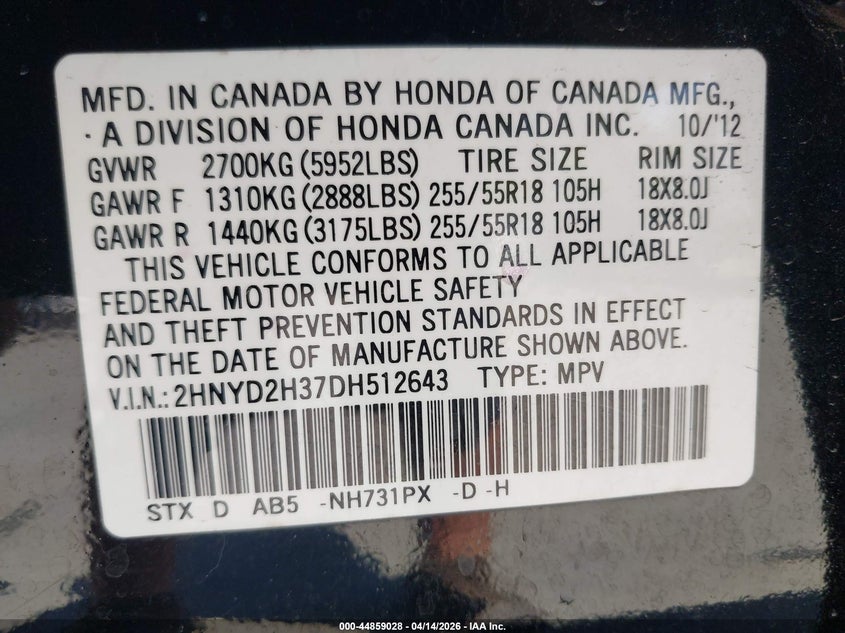 MFD. IN CANADA BY HONDA OF CANADA MFG.,
· A DIVISION OF HONDA CANADA INC. 10/'12
GVWR 2700KG (5952LBS) TIRE SIZE RIM SIZE
GAWR F 1310KG (2888LBS) 255/55R18 105H 18X8.0J
GAWR R 1440KG (3175LBS) 255/55R18 105H 18X8.0J
THIS VEHICLE CONFORMS TO ALL APPLICABLE
FEDERAL MOTOR VEHICLE SAFETY
AND THEFT PREVENTION STANDARDS IN EFFECT
ON THE DATE OF MANUFACTURE SHOWN ABOVE.
V.I.N.: 2HNYD2H37DH512643 TYPE: MPV
STX D AB5 -NH731PX -D -H
000-44859028 - 04/14/2026 - IAA Inc.